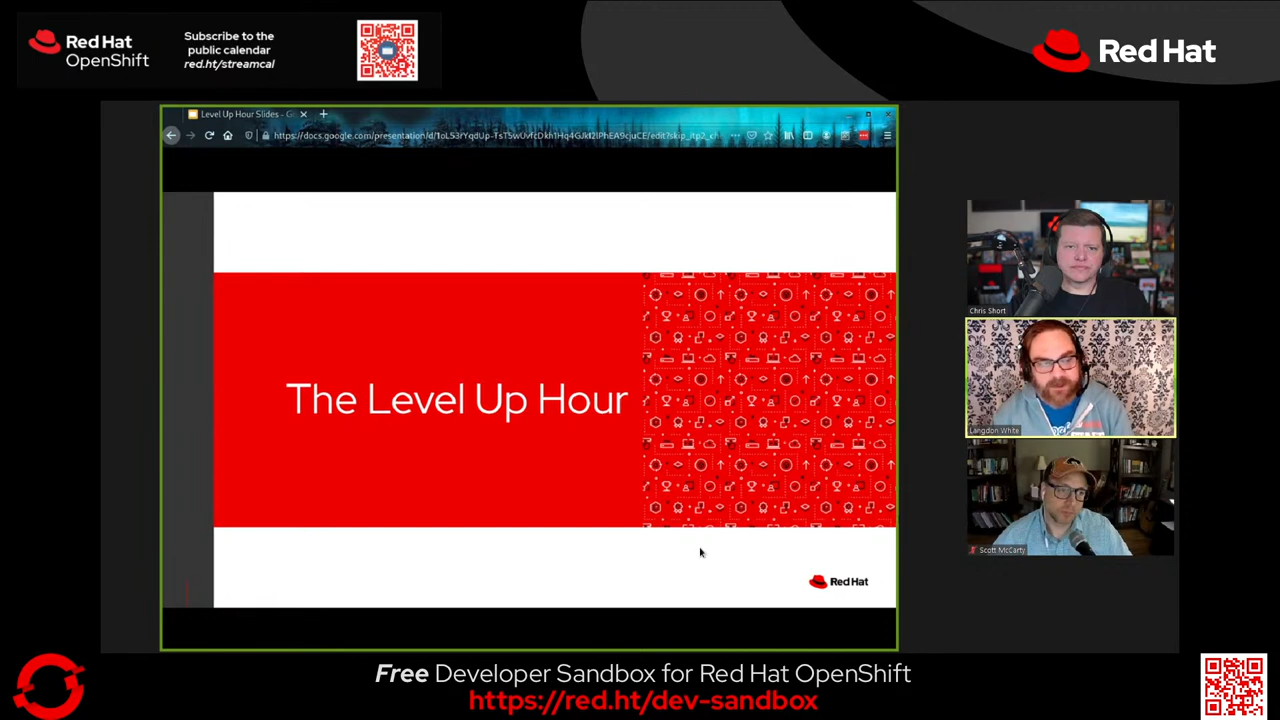 Red Hat
OpenShift
Subscribe to the
public calendar
red.ht/streamcal
Red Hat
Level Up Hour Slides - G
The Level Up Hour
Red Hat
Chris Short
Langdon White
Scott McCarty
Free Developer Sandbox for Red Hat OpenShift
https://red.ht/dev-sandbox